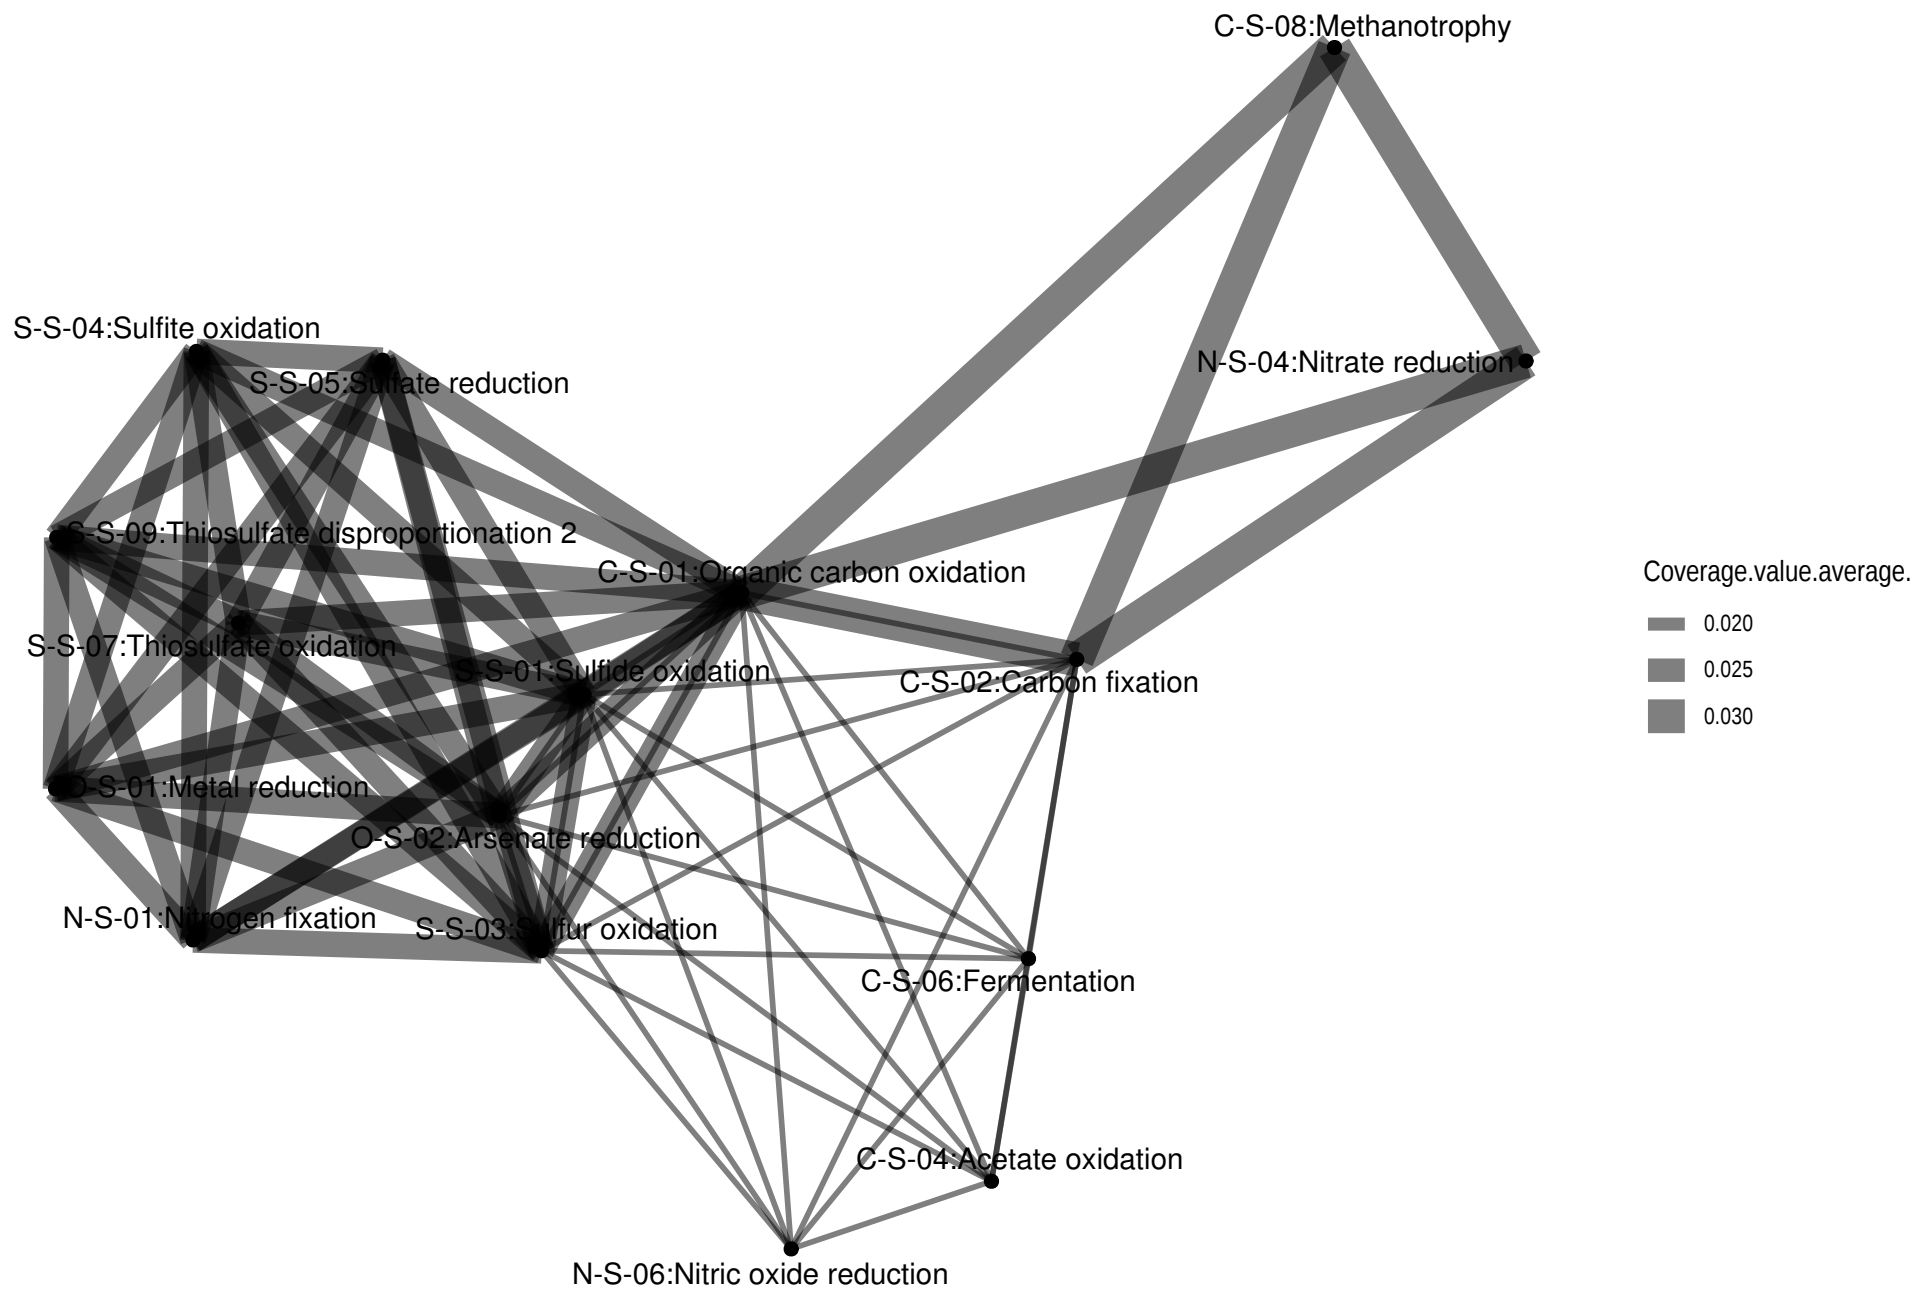 C-S-08:Methanotrophy
S-S-04:Sulfite oxidation
N-S-04:Nitrate reduction
S-S-05:Sulfate reduction
S-S-09:Thiosulfate disproportionation 2
C-S-01:Organic carbon oxidation
Coverage.value.average.
0.020
S-S-07:Thiosulfate oxidation
S-S-01:Sulfide oxidation
0.025
C-S-02:Carbon fixation
0.030
O-S-01:Metal reduction
O-S-02:Arsenate reduction
N-S-01:Nitrogen fixation
S-S-03:Sulfur oxidation
C-S-06:Fermentation
C-S-04:Acetate oxidation
N-S-06:Nitric oxide reduction